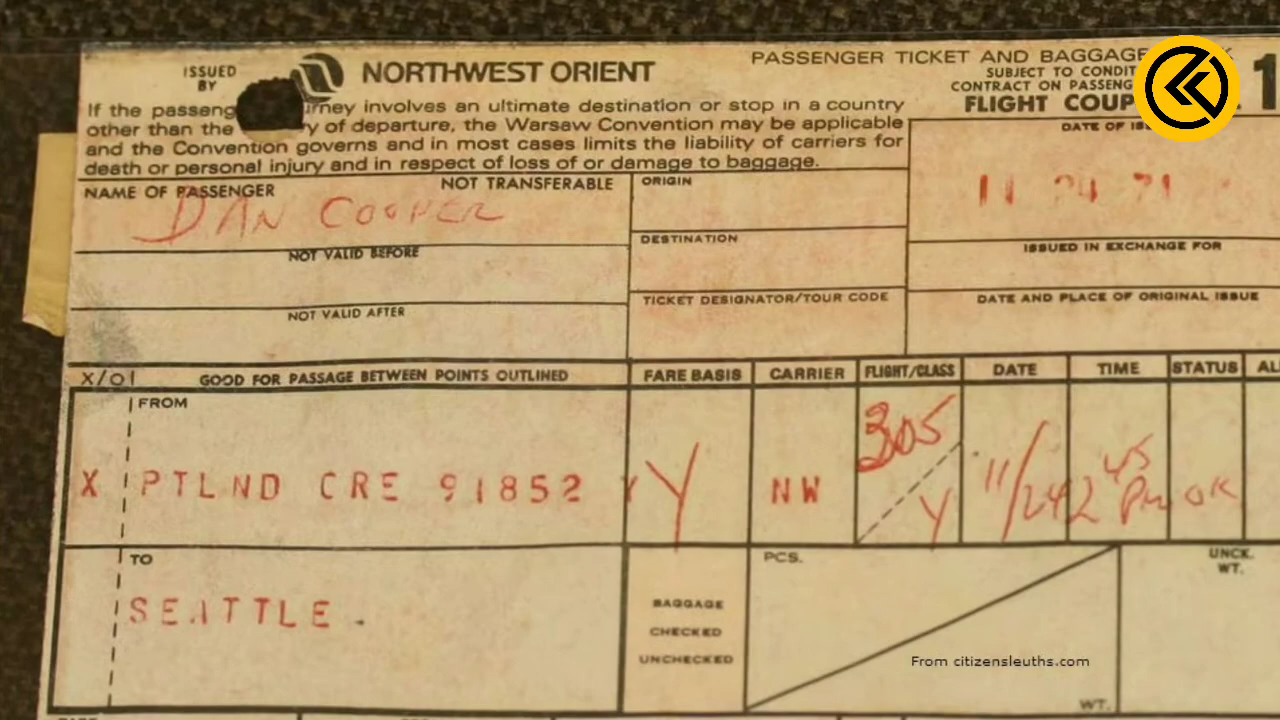 ISSUED
BY
NORTHWEST ORIENT
PASSENGER TICKET AND BAGGAGE
SUBJECT TO
CONTRACT ON
FLIGHT
If the urney involves an ultimate destination or stop in a country
other than the y of departure, the Warsaw Convention may be applicable
and the Convention governs and in most cases limits the liability of carriers for
death or personal injury and in respect of loss of or damage to baggage.
NAME OF PASSENGER NOT TRANSFERABLE
DAN COOPER
NOT VALID BEFORE
NOT VALID AFTER
ORIGIN
DESTINATION
TICKET DESIGNATOR/TOUR CODE
DATE OF
11 24 71
ISSUED IN EXCHANGE FOR
DATE AND PLACE OF ORIGINAL ISSUE
X/O GOOD FOR PASSAGE BETWEEN POINTS OUTLINED FARE BASIS CARRIER FLIGHT/CLASS DATE TIME STATUS
FROM
X PTLND ORE 91852 Y NW 305 Y 11/24 2 45 PM OK
TO
SEATTLE.
BAGGAGE
CHECKED
UNCHECKED
PCS.
WT.
UNCK.
WT.
From citizensleuths.com